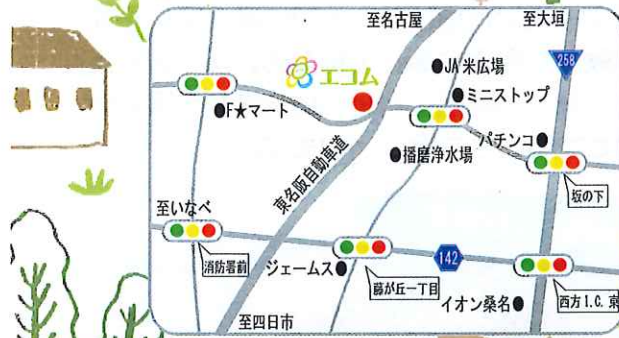 至名古屋
至大垣
258
エコム
JA 米広場
ミニストップ
F★マート
パチンコ
播磨浄水場
東名阪自動車道
坂の下
至いなべ
消防署前
ジェームス
142
藤が丘一丁目
イオン桑名
西方 I.C. 東
至四日市